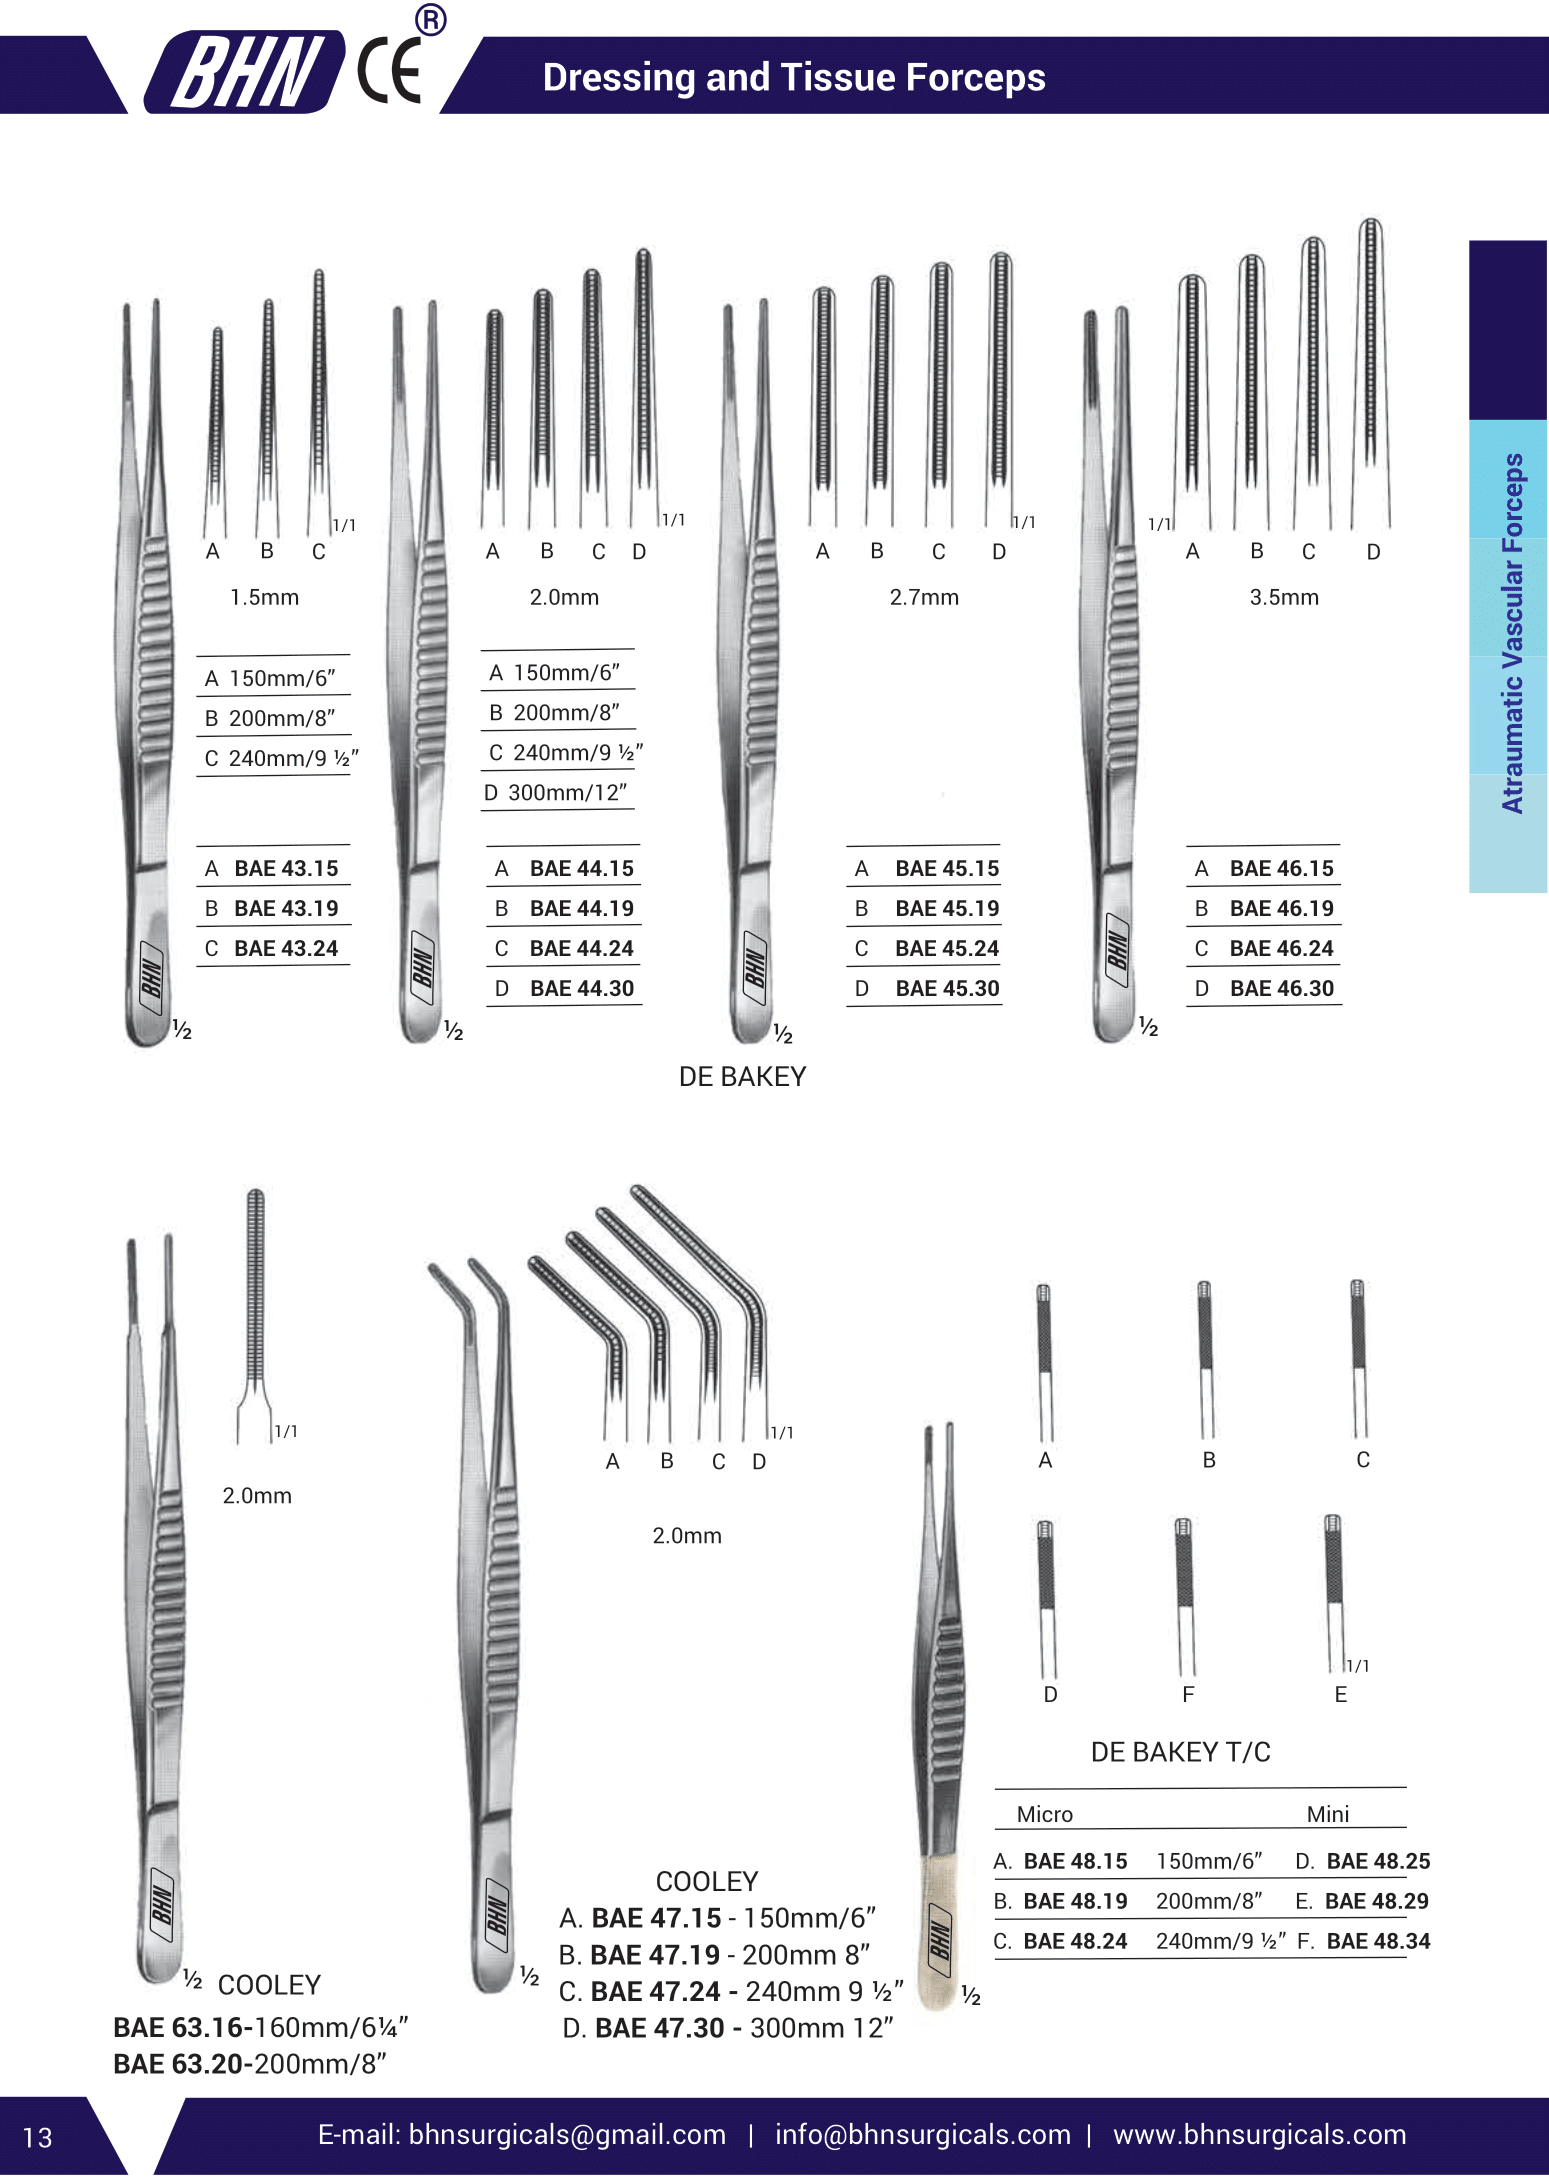 BHN CE ®
Dressing and Tissue Forceps
Atraumatic Vascular Forceps
1/1
A B C
1.5mm
A 150mm/6”
B 200mm/8”
C 240mm/9 ½”
A BAE 43.15
B BAE 43.19
C BAE 43.24
BHN
½
1/1
A B C D
2.0mm
A 150mm/6”
B 200mm/8”
C 240mm/9 ½”
D 300mm/12”
A BAE 44.15
B BAE 44.19
C BAE 44.24
D BAE 44.30
BHN
½
1/1
A B C D
2.7mm
A BAE 45.15
B BAE 45.19
C BAE 45.24
D BAE 45.30
BHN
½
1/1
A B C D
3.5mm
A BAE 46.15
B BAE 46.19
C BAE 46.24
D BAE 46.30
BHN
½
DE BAKEY
1/1
2.0mm
BHN
½
COOLEY
BAE 63.16-160mm/6¼”
BAE 63.20-200mm/8”
1/1
A B C D
2.0mm
BHN
½
COOLEY
A. BAE 47.15 - 150mm/6”
B. BAE 47.19 - 200mm 8”
C. BAE 47.24 - 240mm 9 ½”
D. BAE 47.30 - 300mm 12”
A B C
1/1
D F E
DE BAKEY T/C
Micro Mini
A. BAE 48.15 150mm/6” D. BAE 48.25
B. BAE 48.19 200mm/8” E. BAE 48.29
C. BAE 48.24 240mm/9 ½” F. BAE 48.34
BHN
½
13
E-mail: bhnsurgicals@gmail.com | info@bhnsurgicals.com | www.bhnsurgicals.com